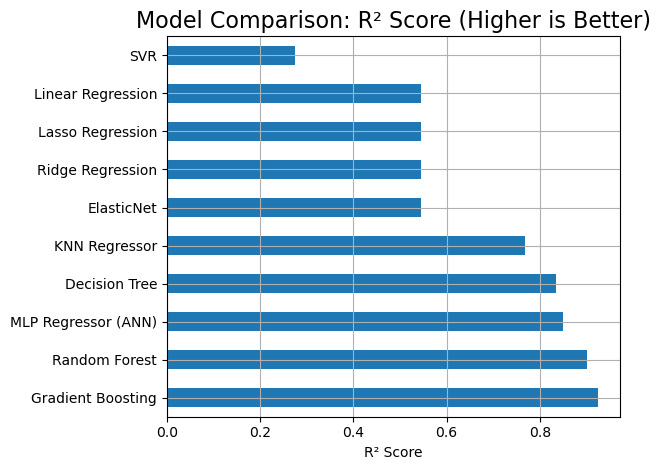 Model Comparison: R² Score (Higher is Better)
SVR
Linear Regression
Lasso Regression
Ridge Regression
ElasticNet
KNN Regressor
Decision Tree
MLP Regressor (ANN)
Random Forest
Gradient Boosting
0.0 0.2 0.4 0.6 0.8
R² Score